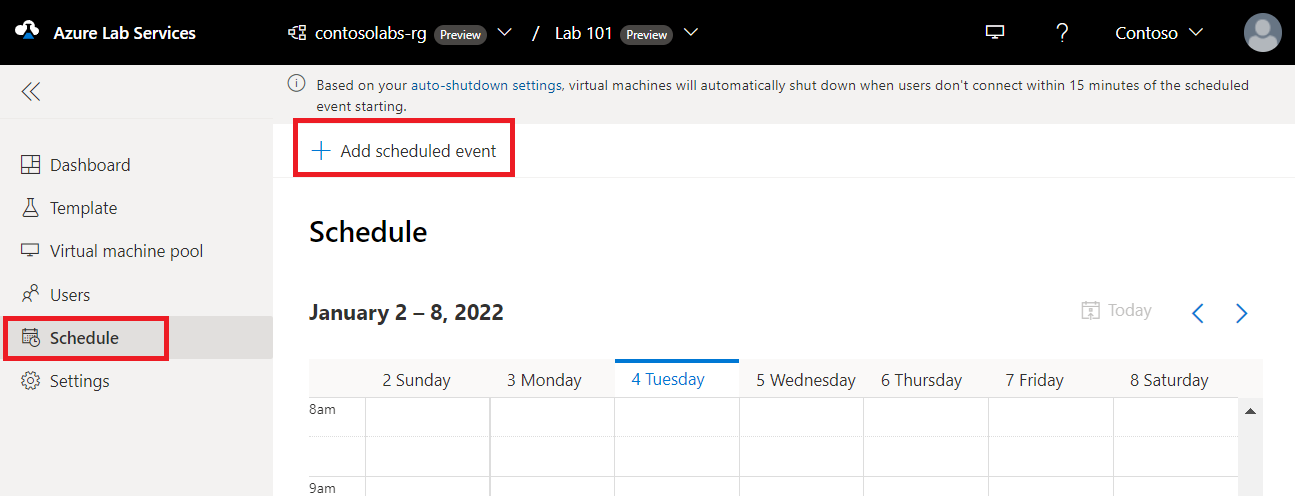 Azure Lab Services
contosolabs-rg Preview / Lab 101 Preview
? Contoso
Based on your auto-shutdown settings, virtual machines will automatically shut down when users don't connect within 15 minutes of the scheduled
event starting.
Add scheduled event
Dashboard
Template
Virtual machine pool
Users
Schedule
Settings
Schedule
January 2 – 8, 2022
Today
2 Sunday 3 Monday 4 Tuesday 5 Wednesday 6 Thursday 7 Friday 8 Saturday
8am
9am